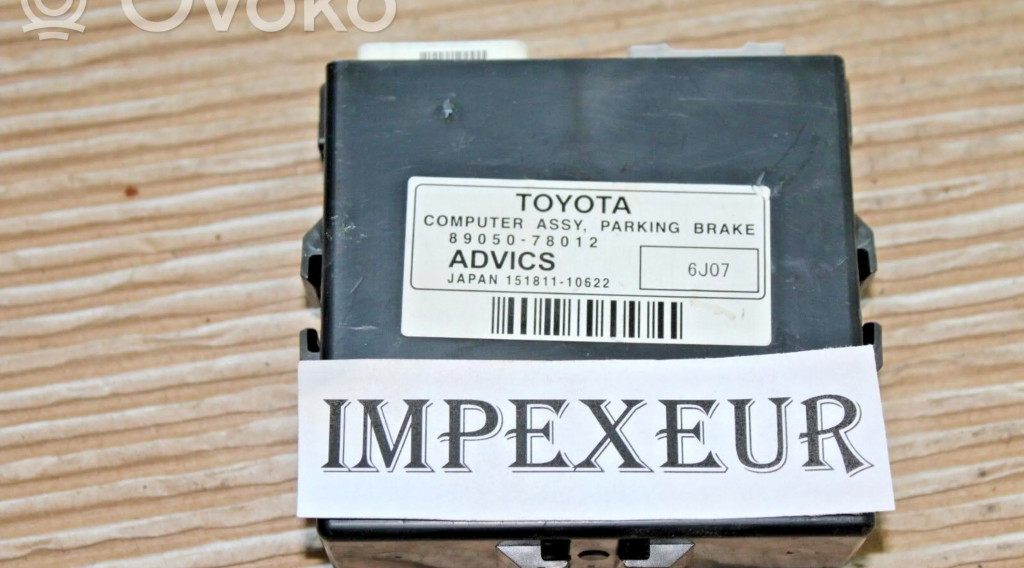 OVOKO
TOYOTA
COMPUTER ASSY, PARKING BRAKE
89050-78012
ADVICS
6J07
JAPAN 151811-10622
IMPEXEUR